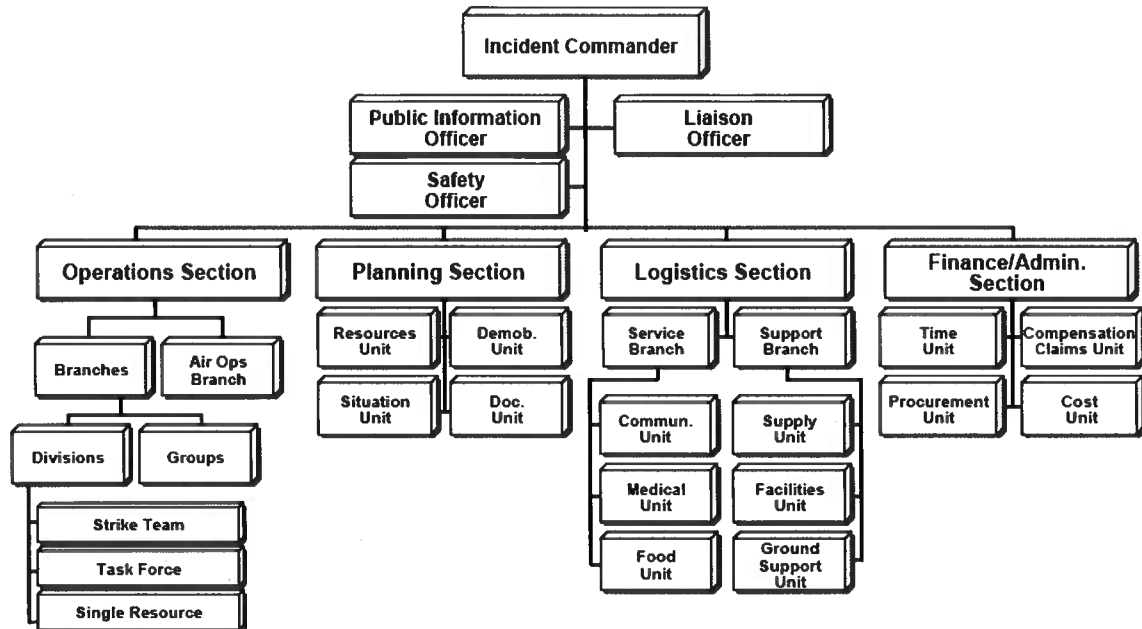 Incident Commander
Public Information
Officer
Liaison
Officer
Safety
Officer
Operations Section
Planning Section
Logistics Section
Finance/Admin.
Section
Branches
Air Ops
Branch
Divisions
Groups
Strike Team
Task Force
Single Resource
Resources
Unit
Demob.
Unit
Situation
Unit
Doc.
Unit
Service
Branch
Support
Branch
Commun.
Unit
Supply
Unit
Medical
Unit
Facilities
Unit
Food
Unit
Ground
Support
Unit
Time
Unit
Compensation
Claims Unit
Procurement
Unit
Cost
Unit